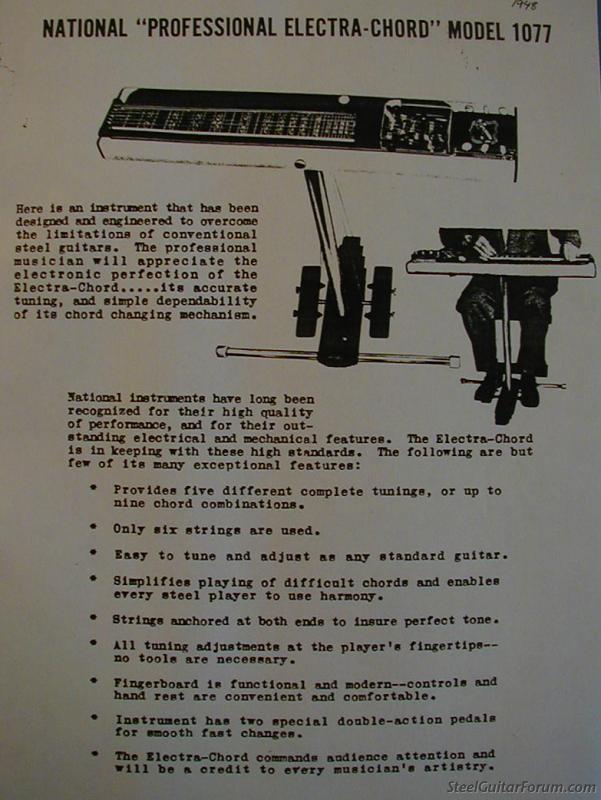 1948
NATIONAL "PROFESSIONAL ELECTRA-CHORD" MODEL 1077
Here is an instrument that has been
designed and engineered to overcome
the limitations of conventional
steel guitars. The professional
musician will appreciate the
electronic perfection of the
Electra-Chord.....its accurate
tuning, and simple dependability
of its chord changing mechanism.
National instruments have long been
recognized for their high quality
of performance, and for their out-
standing electrical and mechanical features. The Electra-Chord
is in keeping with these high standards. The following are but
few of its many exceptional features:
* Provides five different complete tunings, or up to
nine chord combinations.
* Only six strings are used.
* Easy to tune and adjust as any standard guitar.
* Simplifies playing of difficult chords and enables
every steel player to use harmony.
* Strings anchored at both ends to insure perfect tone.
* All tuning adjustments at the player's fingertips--
no tools are necessary.
* Fingerboard is functional and modern--controls and
hand rest are convenient and comfortable.
* Instrument has two special double-action pedals
for smooth fast changes.
* The Electra-Chord commands audience attention and
will be a credit to every musician's artistry.
SteelGuitarForum.com